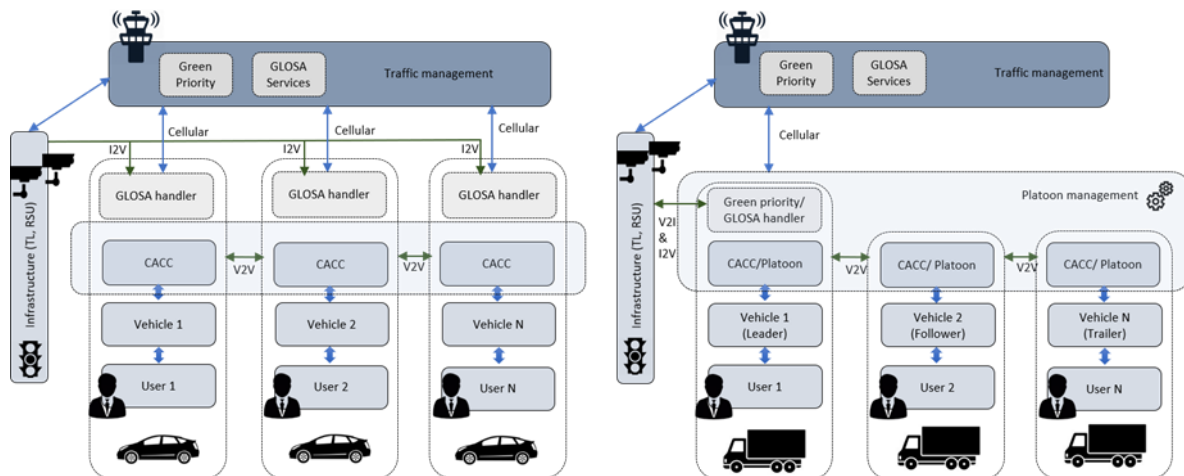 Green
Priority
GLOSA
Services
Traffic management
Cellular
Cellular
Cellular
I2V
I2V
I2V
Infrastructure (TL, RSU)
GLOSA handler
GLOSA handler
GLOSA handler
CACC
V2V
CACC
V2V
CACC
Vehicle 1
Vehicle 2
Vehicle N
User 1
User 2
User N
Green
Priority
GLOSA
Services
Traffic management
Cellular
Infrastructure (TL, RSU)
V2I
&
I2V
Platoon management
Green priority/
GLOSA handler
CACC/Platoon
V2V
CACC/ Platoon
V2V
CACC/ Platoon
Vehicle 1
(Leader)
Vehicle 2
(Follower)
Vehicle N
(Trailer)
User 1
User 2
User N